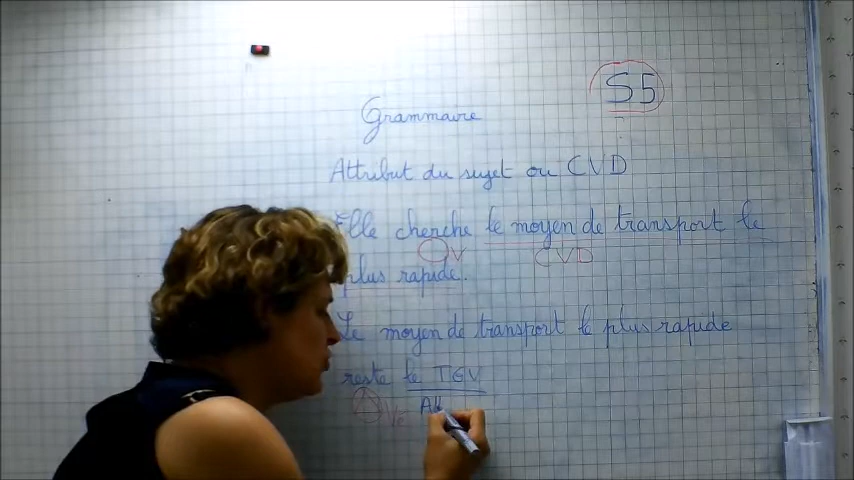 S5
Grammaire
Attribut du sujet ou CVD
Elle cherche le moyen de transport le
V CVD
plus rapide.
Le moyen de transport le plus rapide
reste le TGV
Ve At